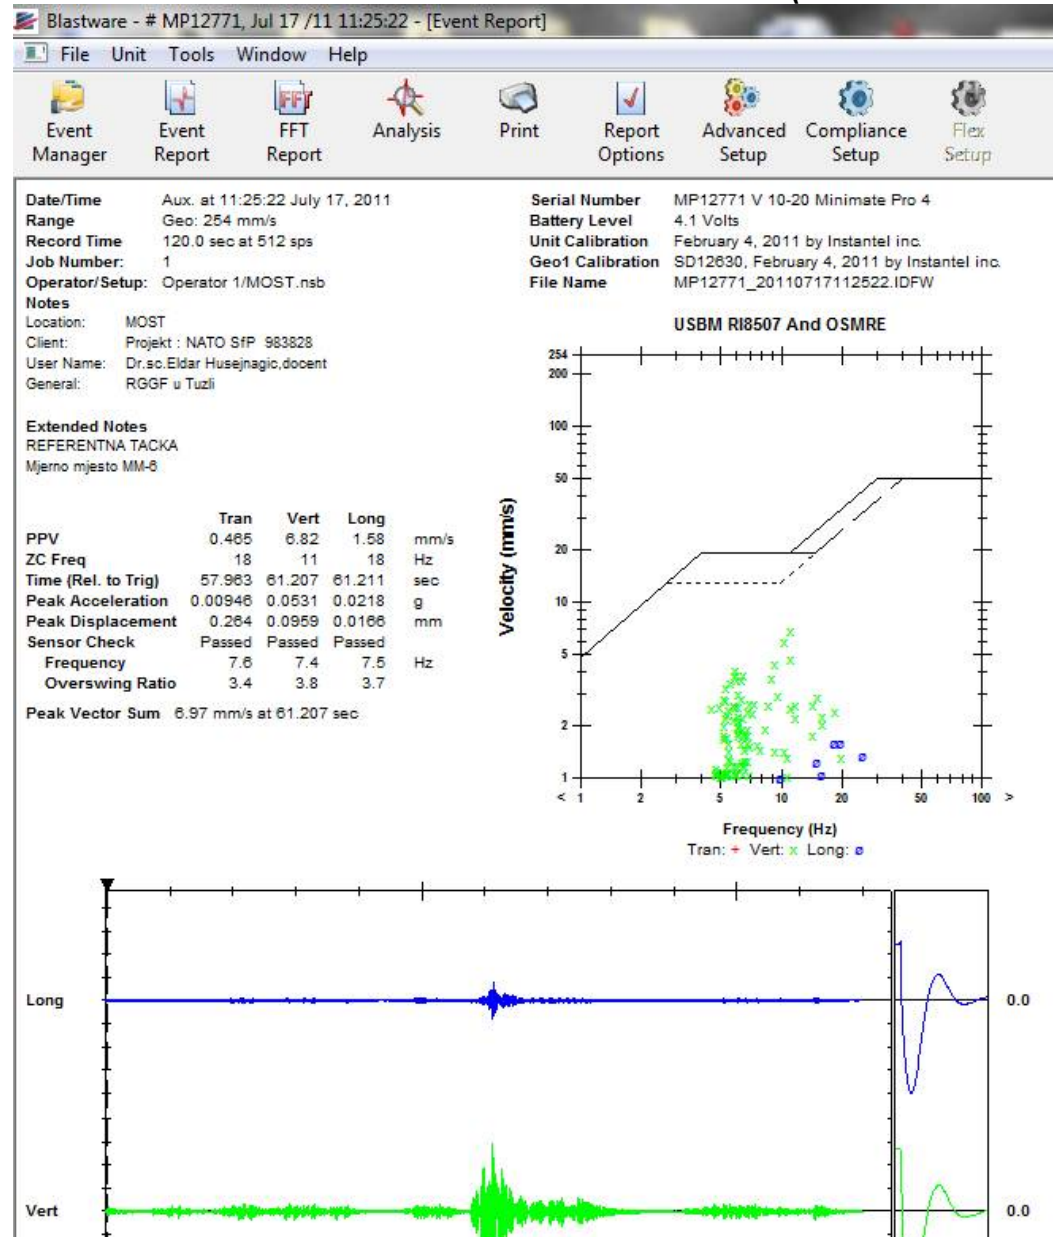 Blastware - # MP12771, Jul 17 /11 11:25:22 - [Event Report]
File Unit Tools Window Help
Event Manager
Event Report
FFT Report
Analysis
Print
Report Options
Advanced Setup
Compliance Setup
Flex Setup
Date/Time Aux. at 11:25:22 July 17, 2011
Range Geo: 254 mm/s
Record Time 120.0 sec at 512 sps
Job Number: 1
Operator/Setup: Operator 1/MOST.nsb
Notes
Location: MOST
Client: Projekt : NATO SfP 983828
User Name: Dr.sc.Eldar Husejnagic,docent
General: RGGF u Tuzli
Extended Notes
REFERENTNA TACKA
Mjerno mjesto MM-6
Tran Vert Long
PPV 0.465 6.82 1.58 mm/s
ZC Freq 18 11 18 Hz
Time (Rel. to Trig) 57.963 61.207 61.211 sec
Peak Acceleration 0.00946 0.0531 0.0218 g
Peak Displacement 0.264 0.0959 0.0166 mm
Sensor Check Passed Passed Passed
Frequency 7.6 7.4 7.5 Hz
Overswing Ratio 3.4 3.8 3.7
Peak Vector Sum 6.97 mm/s at 61.207 sec
Serial Number MP12771 V 10-20 Minimate Pro 4
Battery Level 4.1 Volts
Unit Calibration February 4, 2011 by Instantel inc.
Geo1 Calibration SD12630, February 4, 2011 by Instantel inc.
File Name MP12771_20110717112522.IDFW
USBM RI8507 And OSMRE
254
200
100
50
20
10
5
2
1
Velocity (mm/s)
< 1 2 5 10 20 50 100 >
Frequency (Hz)
Tran: + Vert: x Long: ø
Long 0.0
Vert 0.0